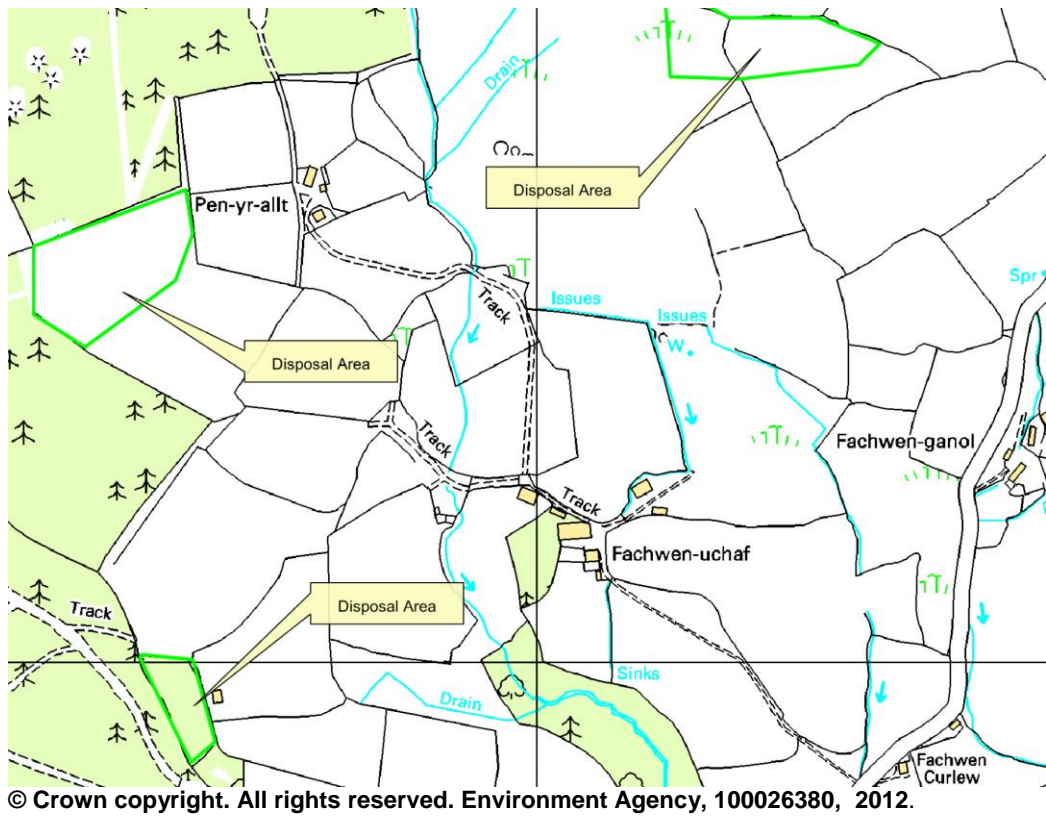 Drain
Disposal Area
Pen-yr-allt
Spr
Issues
Issues
Track
W
Disposal Area
Fachwen-ganol
Track
Track
Fachwen-uchaf
Disposal Area
Track
Sinks
Drain
Fachwen
Curlew
© Crown copyright. All rights reserved. Environment Agency, 100026380, 2012.